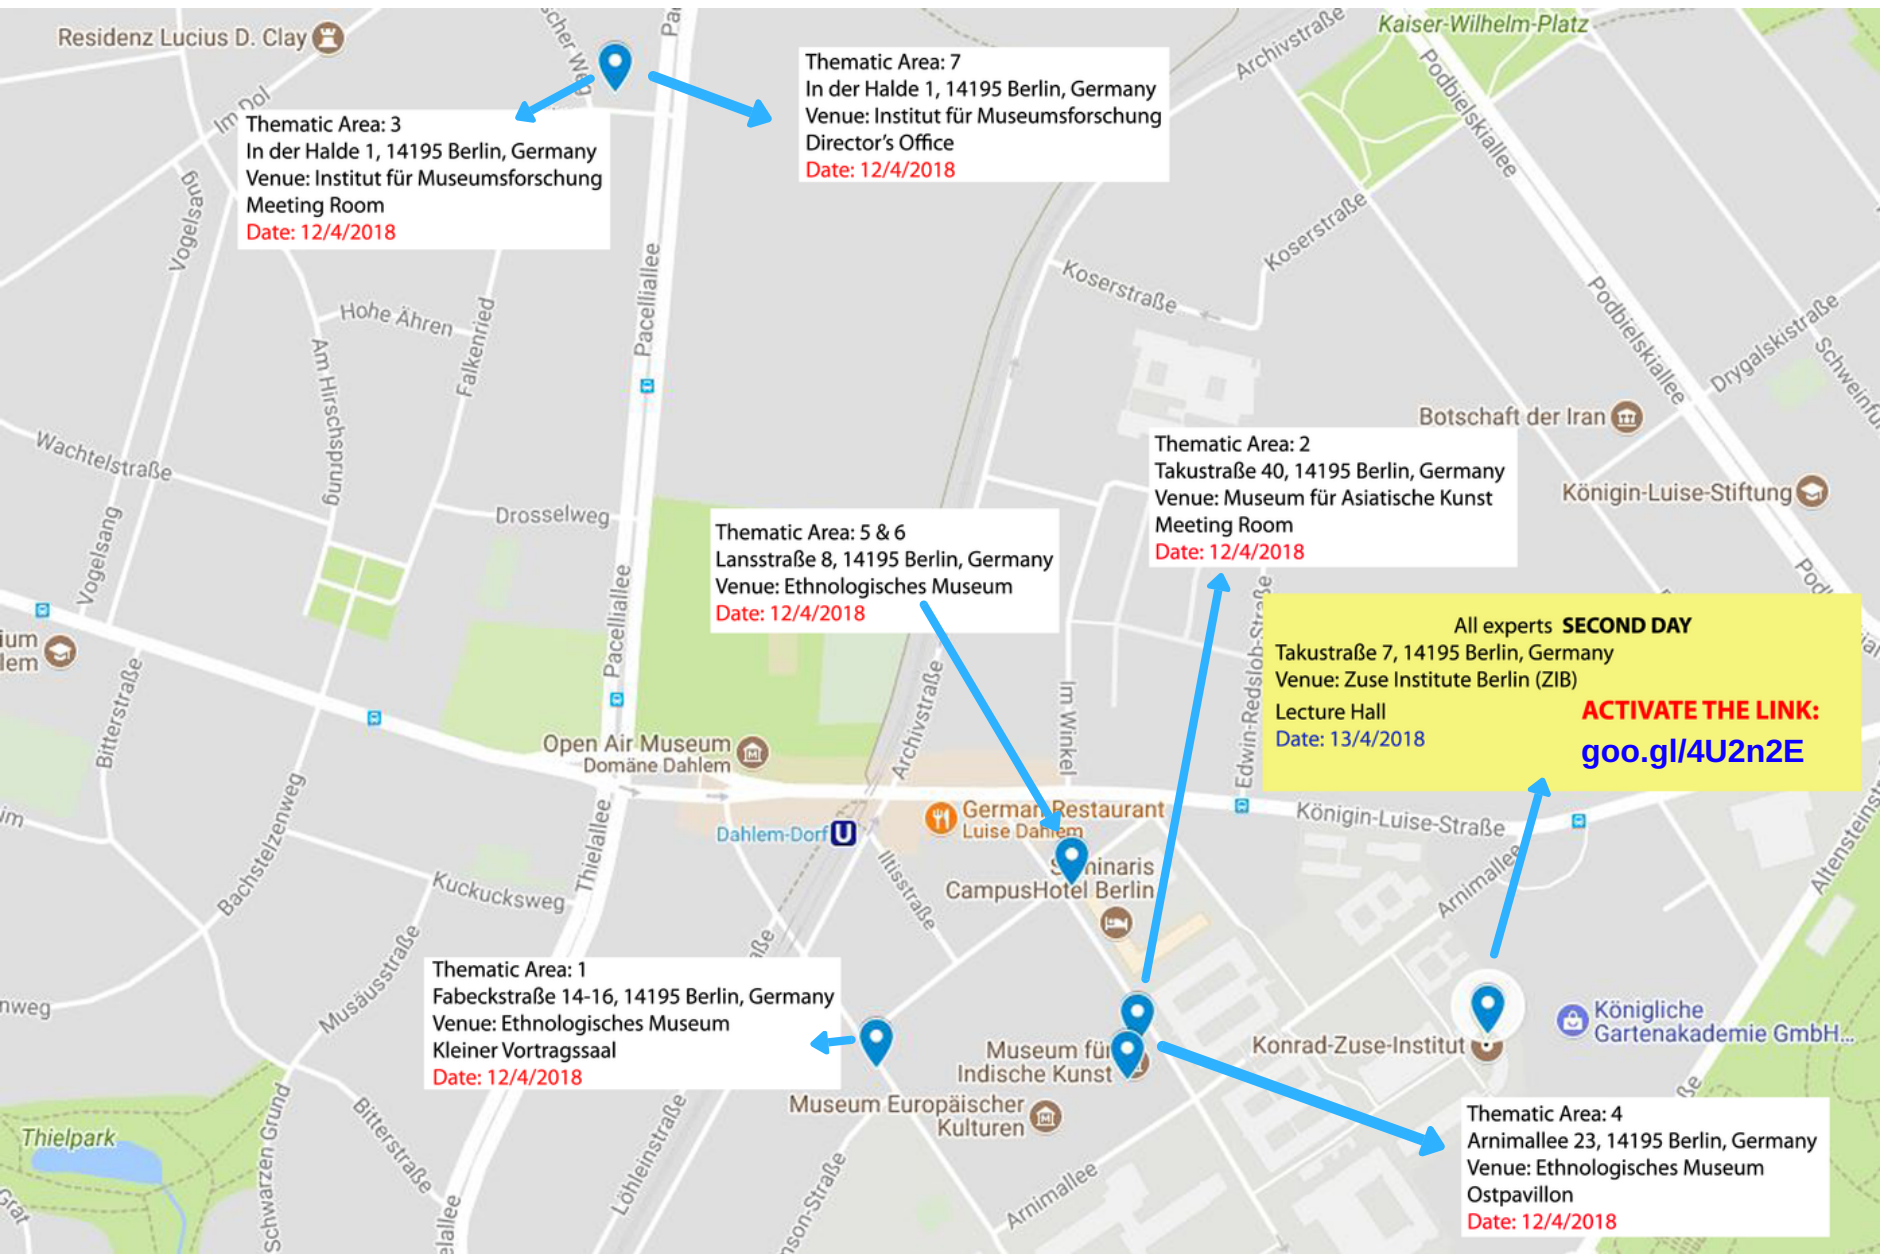 Residenz Lucius D. Clay
Kaiser-Wilhelm-Platz
Archivstraße
Podbielskiallee
Im Dol
Thematic Area: 3
In der Halde 1, 14195 Berlin, Germany
Venue: Institut für Museumsforschung
Meeting Room
Date: 12/4/2018
Thematic Area: 7
In der Halde 1, 14195 Berlin, Germany
Venue: Institut für Museumsforschung
Director's Office
Date: 12/4/2018
Vogelsang
Pacelliallee
Koserstraße
Koserstraße
Hohe Ähren
Falkenried
Am Hirschsprung
Podbielskiallee
Drygalskistraße
Wachtelstraße
Botschaft der Iran
Königin-Luise-Stiftung
Drosselweg
Vogelsang
Thematic Area: 2
Takustraße 40, 14195 Berlin, Germany
Venue: Museum für Asiatische Kunst
Meeting Room
Date: 12/4/2018
Thematic Area: 5 & 6
Lansstraße 8, 14195 Berlin, Germany
Venue: Ethnologisches Museum
Date: 12/4/2018
All experts SECOND DAY
Takustraße 7, 14195 Berlin, Germany
Venue: Zuse Institute Berlin (ZIB)
Lecture Hall
Date: 13/4/2018
ACTIVATE THE LINK:
goo.gl/4U2n2E
Pacelliallee
Bitterstraße
Archivstraße
Im Winkel
Edwin-Redslob-Straße
Open Air Museum
Domäne Dahlem
German Restaurant
Luise Dahlem
Dahlem-Dorf U
Königin-Luise-Straße
Bachstelzenweg
Thielallee
Kuckucksweg
Iltisstraße
CampusHotel Berlin
Arnimallee
Musäusstraße
Thematic Area: 1
Fabeckstraße 14-16, 14195 Berlin, Germany
Venue: Ethnologisches Museum
Kleiner Vortragssaal
Date: 12/4/2018
Museum für
Indische Kunst
Konrad-Zuse-Institut
Königliche
Gartenakademie GmbH...
Museum Europäischer
Kulturen
Thielpark
Schwarzen Grund
Bitterstraße
Löhleinstraße
Arnimallee
Thematic Area: 4
Arnimallee 23, 14195 Berlin, Germany
Venue: Ethnologisches Museum
Ostpavillon
Date: 12/4/2018